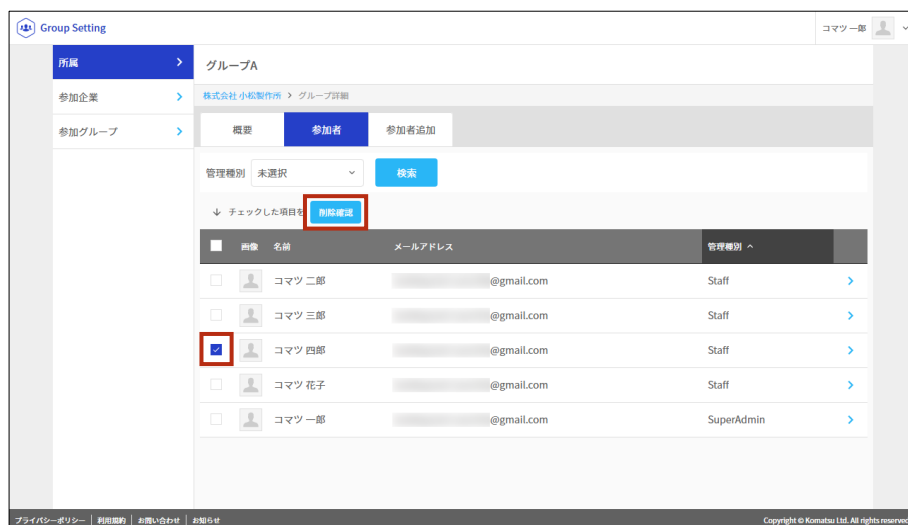 Group Setting
コマツ 一郎
所属
参加企業
参加グループ
グループA
株式会社 小松製作所 > グループ詳細
概要 参加者 参加者追加
管理種別 未選択 検索
↓ チェックした項目を 削除確認
画像 名前 メールアドレス 管理種別
コマツ 二郎 @gmail.com Staff
コマツ 三郎 @gmail.com Staff
コマツ 四郎 @gmail.com Staff
コマツ 花子 @gmail.com Staff
コマツ 一郎 @gmail.com SuperAdmin
プライバシーポリシー | 利用規約 | お問い合わせ | お知らせ Copyright © Komatsu Ltd. All rights reserved